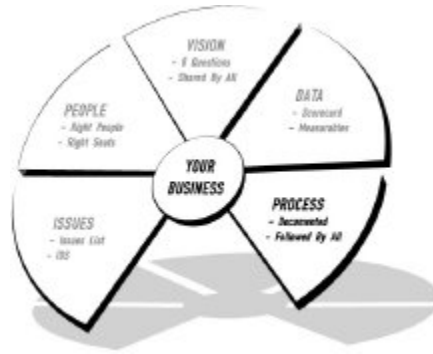 VISION
- 8 Questions
- Shared By All
PEOPLE
- Right People
- Right Seats
DATA
- Scorecard
- Measurables
YOUR
BUSINESS
ISSUES
- Issues List
- IDS
PROCESS
- Documented
- Followed By All